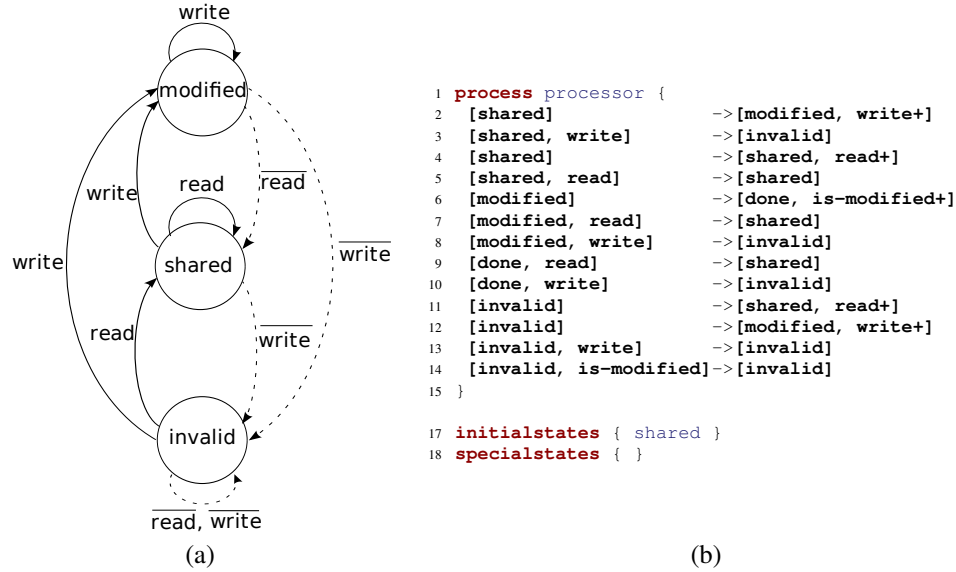 write
modified
write
read
read
write
write
shared
read
write
invalid
read, write
(a)
1 process processor {
2 [shared] ->[modified, write+]
3 [shared, write] ->[invalid]
4 [shared] ->[shared, read+]
5 [shared, read] ->[shared]
6 [modified] ->[done, is-modified+]
7 [modified, read] ->[shared]
8 [modified, write] ->[invalid]
9 [done, read] ->[shared]
10 [done, write] ->[invalid]
11 [invalid] ->[shared, read+]
12 [invalid] ->[modified, write+]
13 [invalid, write] ->[invalid]
14 [invalid, is-modified]->[invalid]
15 }
17 initialstates { shared }
18 specialstates { }
(b)